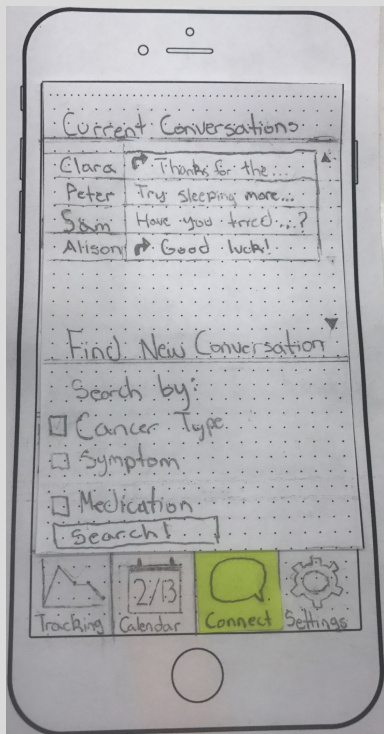 Current Conversations
Clara Thanks for the...
Peter Try sleeping more...
Sam Have you tried....?
Alison Good luck!
Find New Conversation
Search by:
Cancer Type
Symptom
Medication
Search!
2/13
Tracking Calendar Connect Settings